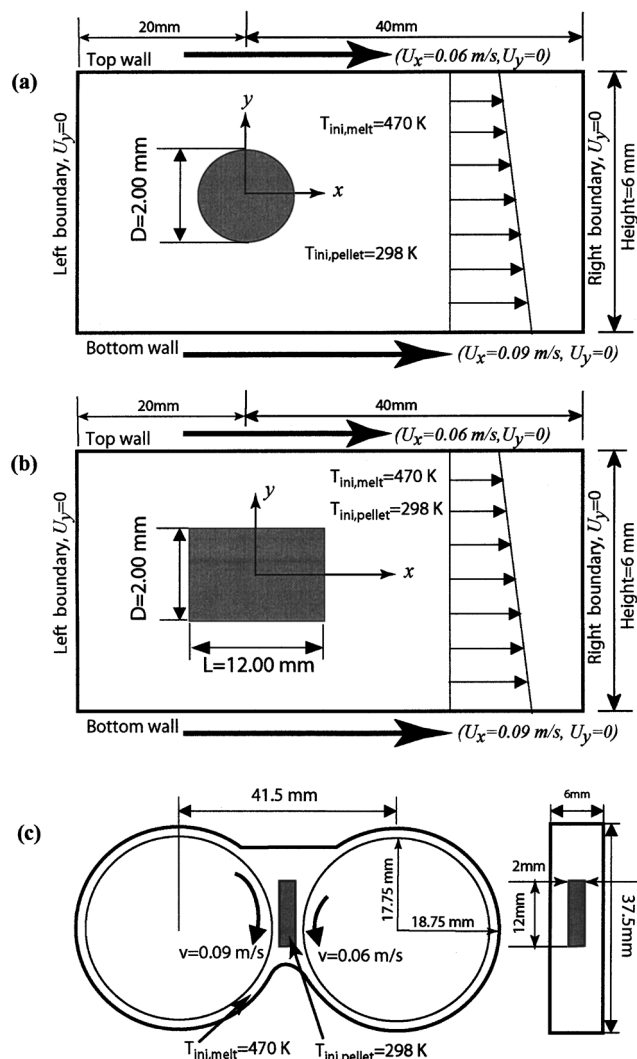 20mm
40mm
Top wall
(Ux=0.06 m/s,Uy=0)
(a)
Left boundary, Uy=0
D=2.00 mm
y
x
Tini,melt=470 K
Tini,pellet=298 K
Right boundary, Uy=0
Height=6 mm
Bottom wall
(Ux=0.09 m/s, Uy=0)
20mm
40mm
Top wall
(Ux=0.06 m/s,Uy=0)
(b)
Left boundary, Uy=0
D=2.00 mm
y
x
Tini,melt=470 K
Tini,pellet=298 K
L=12.00 mm
Right boundary, Uy=0
Height=6 mm
Bottom wall
(Ux=0.09 m/s, Uy=0)
(c)
41.5 mm
6mm
17.75 mm
18.75 mm
v=0.09 m/s
v=0.06 m/s
2mm
12mm
37.5mm
Tini,melt=470 K
Tini,pellet=298 K